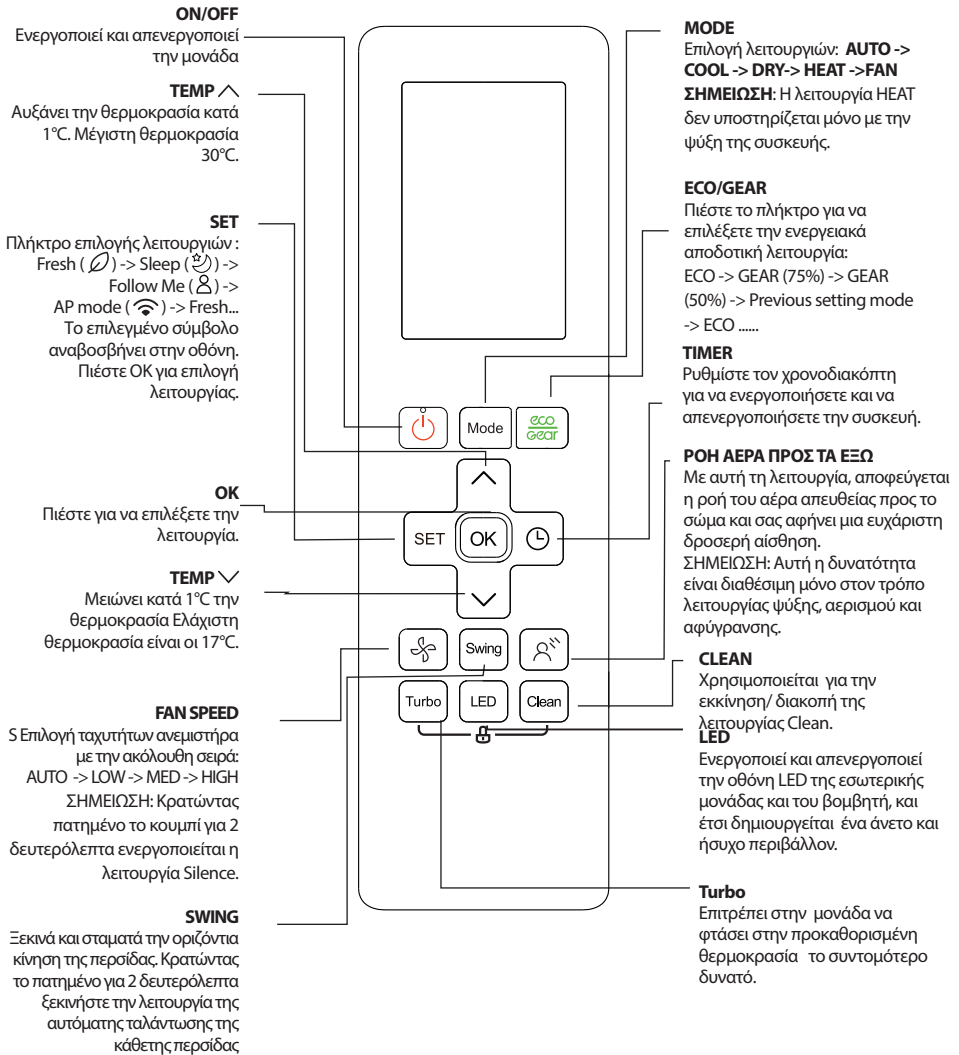 ON/OFF
Ενεργοποιεί και απενεργοποιεί
την μονάδα
TEMP
Αυξάνει την θερμοκρασία κατά
1°C. Μέγιστη θερμοκρασία
30°C.
SET
Πλήκτρο επιλογής λειτουργιών :
Fresh ( ) -> Sleep ( ) ->
Follow Me ( ) ->
AP mode ( ) -> Fresh...
Το επιλεγμένο σύμβολο
αναβοσβήνει στην οθόνη.
Πιέστε OK για επιλογή
λειτουργίας.
OK
Πιέστε για να επιλέξετε την
λειτουργία.
TEMP
Μειώνει κατά 1°C την
θερμοκρασία Ελάχιστη
θερμοκρασία είναι οι 17°C.
FAN SPEED
S Επιλογή ταχυτήτων ανεμιστήρα
με την ακόλουθη σειρά:
AUTO -> LOW -> MED -> HIGH
ΣΗΜΕΙΩΣΗ: Κρατώντας
πατημένο το κουμπί για 2
δευτερόλεπτα ενεργοποιείται η
λειτουργία Silence.
SWING
Ξεκινά και σταματά την οριζόντια
κίνηση της περσίδας. Κρατώντας
το πατημένο για 2 δευτερόλεπτα
ξεκινήστε την λειτουργία της
αυτόματης ταλάντωσης της
κάθετης περσίδας
Mode
eco
Gear
SET
OK
Swing
Turbo
LED
Clean
MODE
Επιλογή λειτουργιών: AUTO ->
COOL -> DRY-> HEAT ->FAN
ΣΗΜΕΙΩΣΗ: Η λειτουργία HEAT
δεν υποστηρίζεται μόνο με την
ψύξη της συσκευής.
ECO/GEAR
Πιέστε το πλήκτρο για να
επιλέξετε την ενεργειακά
αποδοτική λειτουργία:
ECO -> GEAR (75%) -> GEAR
(50%) -> Previous setting mode
-> ECO ......
TIMER
Ρυθμίστε τον χρονοδιακόπτη
για να ενεργοποιήσετε και να
απενεργοποιήσετε την συσκευή.
ΡΟΗ ΑΕΡΑ ΠΡΟΣ ΤΑ ΕΞΩ
Με αυτή τη λειτουργία, αποφεύγεται
η ροή του αέρα απευθείας προς το
σώμα και σας αφήνει μια ευχάριστη
δροσερή αίσθηση.
ΣΗΜΕΙΩΣΗ: Αυτή η δυνατότητα
είναι διαθέσιμη μόνο στον τρόπο
λειτουργίας ψύξης, αερισμού και
αφύγρανσης.
CLEAN
Χρησιμοποιείται για την
εκκίνηση/ διακοπή της
λειτουργίας Clean.
LED
Ενεργοποιεί και απενεργοποιεί
την οθόνη LED της εσωτερικής
μονάδας και του βομβητή, και
έτσι δημιουργείται ένα άνετο και
ήσυχο περιβάλλον.
Turbo
Επιτρέπει στην μονάδα να
φτάσει στην προκαθορισμένη
θερμοκρασία το συντομότερο
δυνατό.